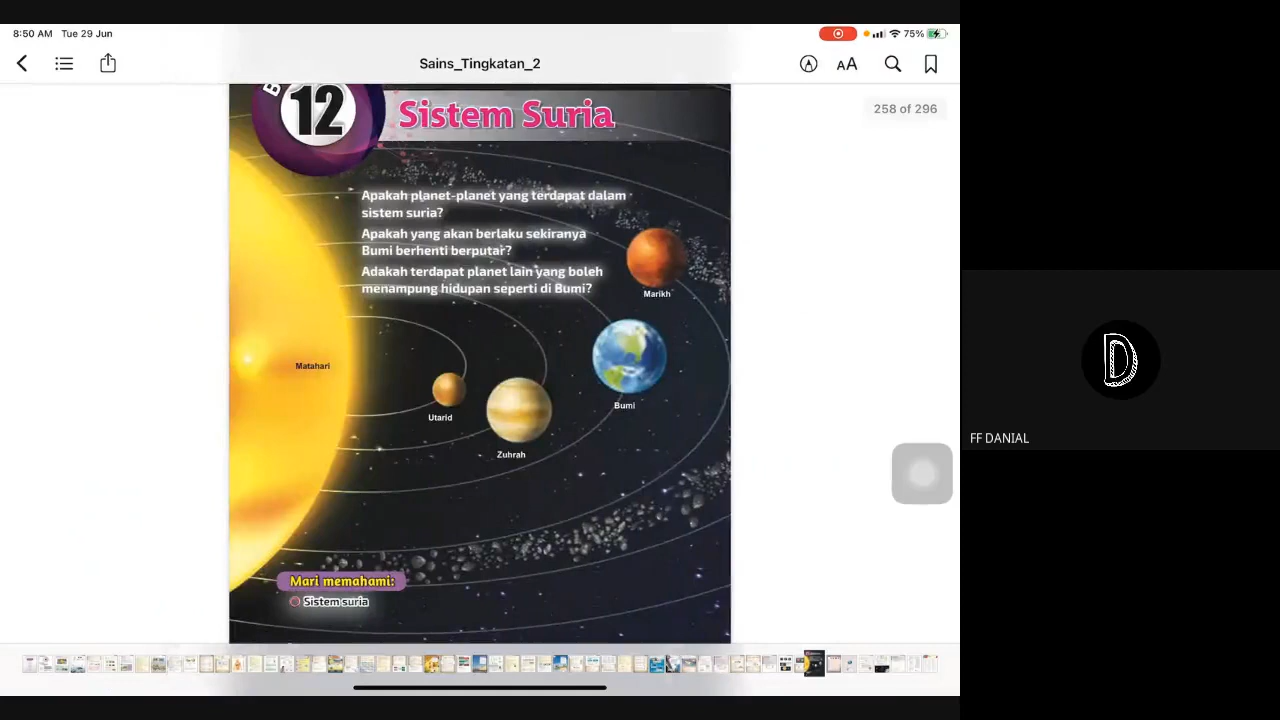 8:50 AM Tue 29 Jun
75%
Sains_Tingkatan_2
AA
258 of 296
12
Sistem Suria
Apakah planet-planet yang terdapat dalam
sistem suria?
Apakah yang akan berlaku sekiranya
Bumi berhenti berputar?
Adakah terdapat planet lain yang boleh
menampung hidupan seperti di Bumi?
Marikh
Matahari
Bumi
Utarid
Zuhrah
Mari memahami:
Sistem suria
D
FF DANIAL